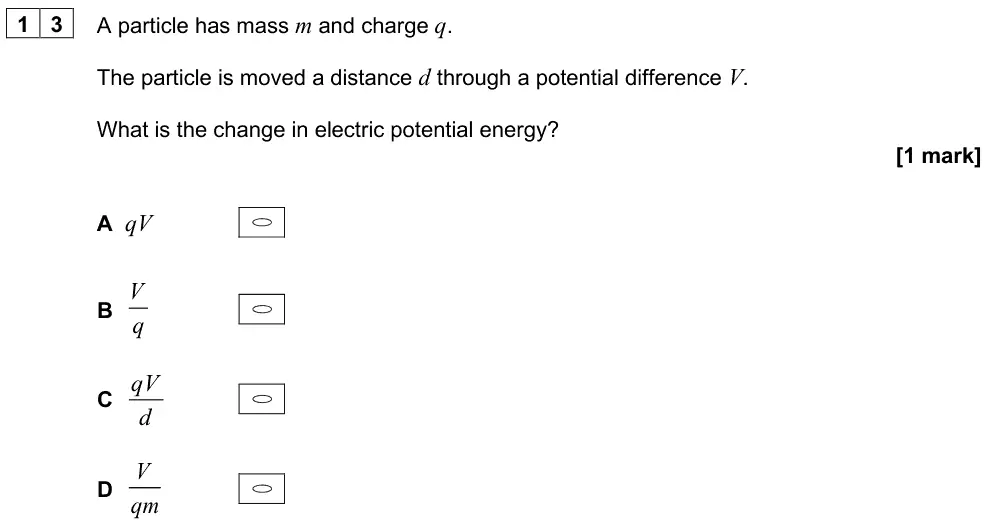 1 3 A particle has mass m and charge q.
The particle is moved a distance d through a potential difference V.
What is the change in electric potential energy?
[1 mark]
A qV
B V/q
C qV/d
D V/qm